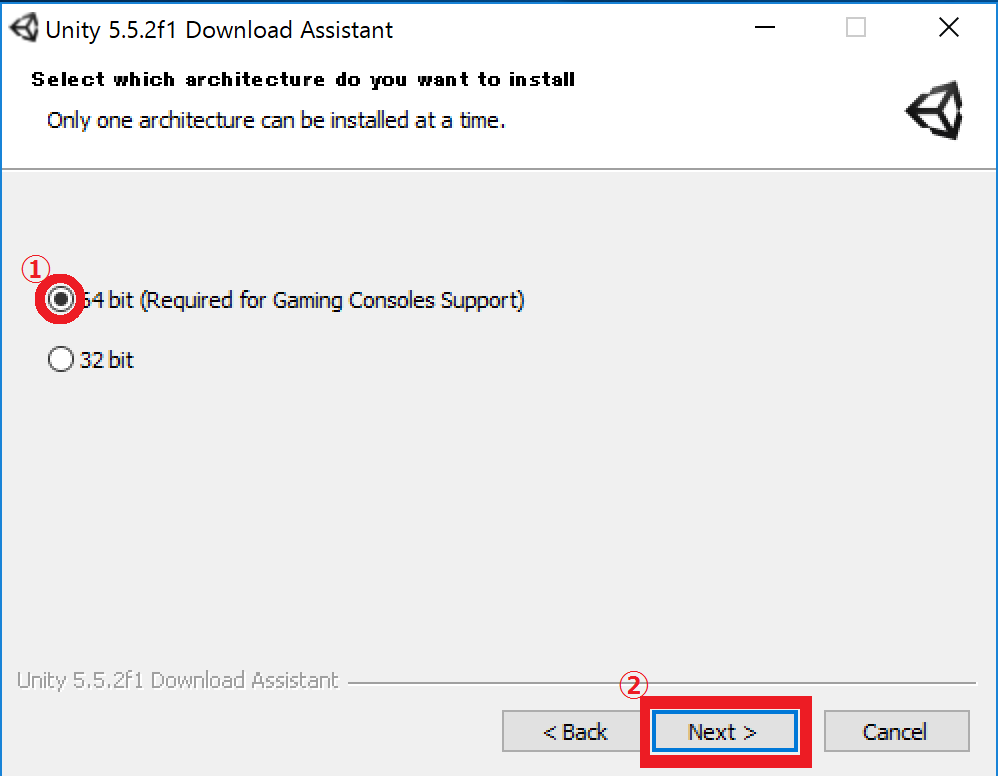 Unity 5.5.2f1 Download Assistant
Select which architecture do you want to install
Only one architecture can be installed at a time.
①
64 bit (Required for Gaming Consoles Support)
32 bit
Unity 5.5.2f1 Download Assistant
②
< Back
Next >
Cancel